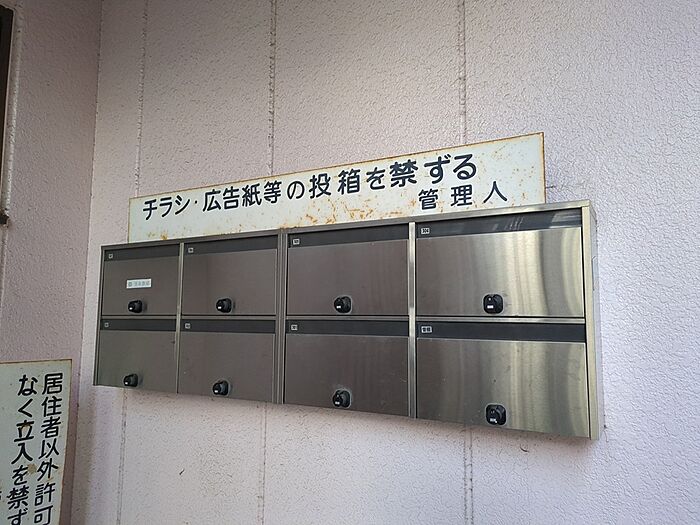 チラシ・広告紙等の投箱を禁ずる
管理人
304
居住者以外許可
なく立入を禁ず